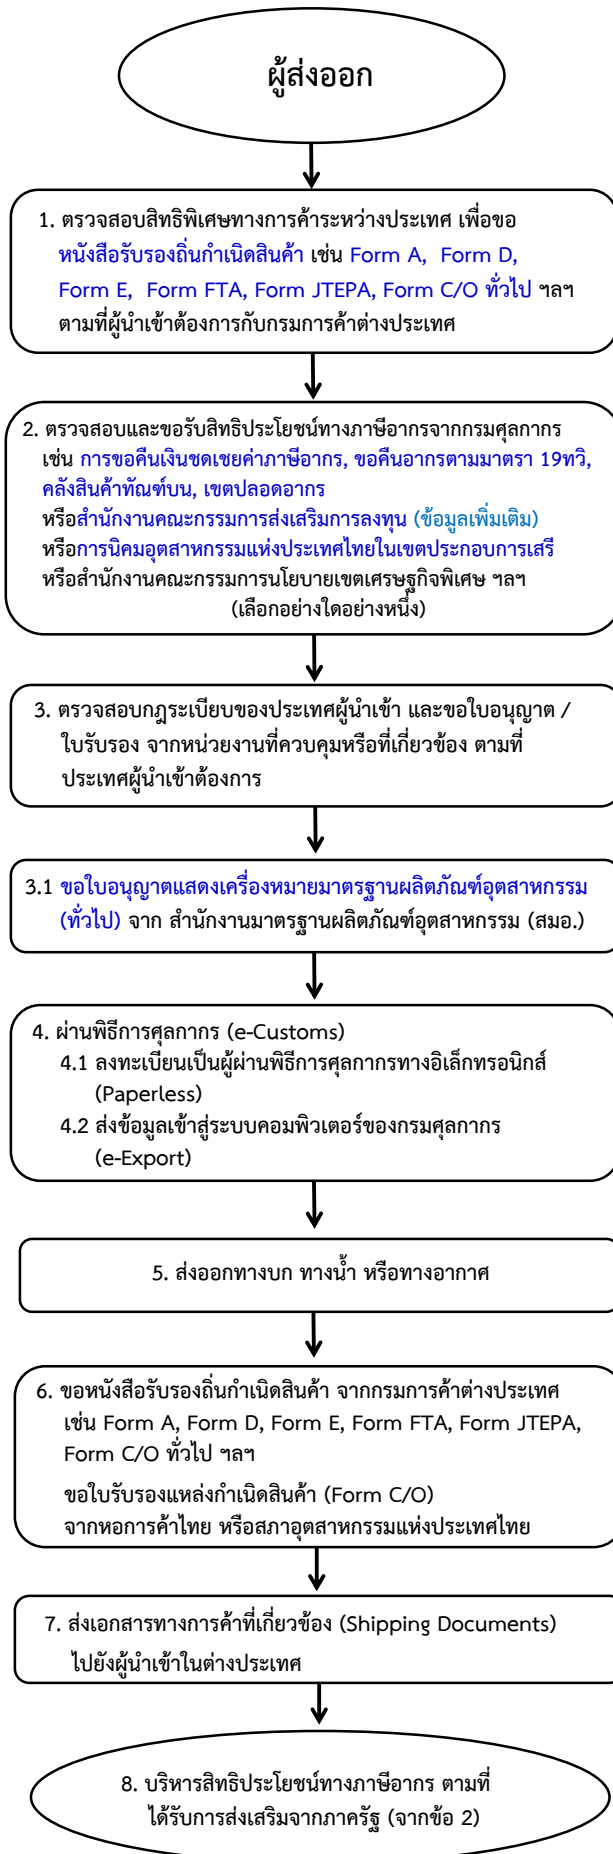 ผู้ส่งออก
1. ตรวจสอบสิทธิพิเศษทางการค้าระหว่างประเทศ เพื่อขอ
หนังสือรับรองถิ่นกำเนิดสินค้า เช่น Form A, Form D,
Form E, Form FTA, Form JTEPA, Form C/O ทั่วไป ฯลฯ
ตามที่ผู้นำเข้าต้องการกับกรมการค้าต่างประเทศ
2. ตรวจสอบและขอรับสิทธิประโยชน์ทางภาษีอากรจากกรมศุลกากร
เช่น การขอคืนเงินชดเชยค่าภาษีอากร, ขอคืนอากรตามมาตรา 19ทวิ,
คลังสินค้าทัณฑ์บน, เขตปลอดอากร
หรือสำนักงานคณะกรรมการส่งเสริมการลงทุน (ข้อมูลเพิ่มเติม)
หรือการนิคมอุตสาหกรรมแห่งประเทศไทยในเขตประกอบการเสรี
หรือสำนักงานคณะกรรมการนโยบายเขตเศรษฐกิจพิเศษ ฯลฯ
(เลือกอย่างใดอย่างหนึ่ง)
3. ตรวจสอบกฎระเบียบของประเทศผู้นำเข้า และขอใบอนุญาต /
ใบรับรอง จากหน่วยงานที่ควบคุมหรือที่เกี่ยวข้อง ตามที่
ประเทศผู้นำเข้าต้องการ
3.1 ขอใบอนุญาตแสดงเครื่องหมายมาตรฐานผลิตภัณฑ์อุตสาหกรรม
(ทั่วไป) จาก สำนักงานมาตรฐานผลิตภัณฑ์อุตสาหกรรม (สมอ.)
4. ผ่านพิธีการศุลกากร (e-Customs)
4.1 ลงทะเบียนเป็นผู้ผ่านพิธีการศุลกากรทางอิเล็กทรอนิกส์
(Paperless)
4.2 ส่งข้อมูลเข้าสู่ระบบคอมพิวเตอร์ของกรมศุลกากร
(e-Export)
5. ส่งออกทางบก ทางน้ำ หรือทางอากาศ
6. ขอหนังสือรับรองถิ่นกำเนิดสินค้า จากกรมการค้าต่างประเทศ
เช่น Form A, Form D, Form E, Form FTA, Form JTEPA,
Form C/O ทั่วไป ฯลฯ
ขอใบรับรองแหล่งกำเนิดสินค้า (Form C/O)
จากหอการค้าไทย หรือสภาอุตสาหกรรมแห่งประเทศไทย
7. ส่งเอกสารทางการค้าที่เกี่ยวข้อง (Shipping Documents)
ไปยังผู้นำเข้าในต่างประเทศ
8. บริหารสิทธิประโยชน์ทางภาษีอากร ตามที่
ได้รับการส่งเสริมจากภาครัฐ (จากข้อ 2)